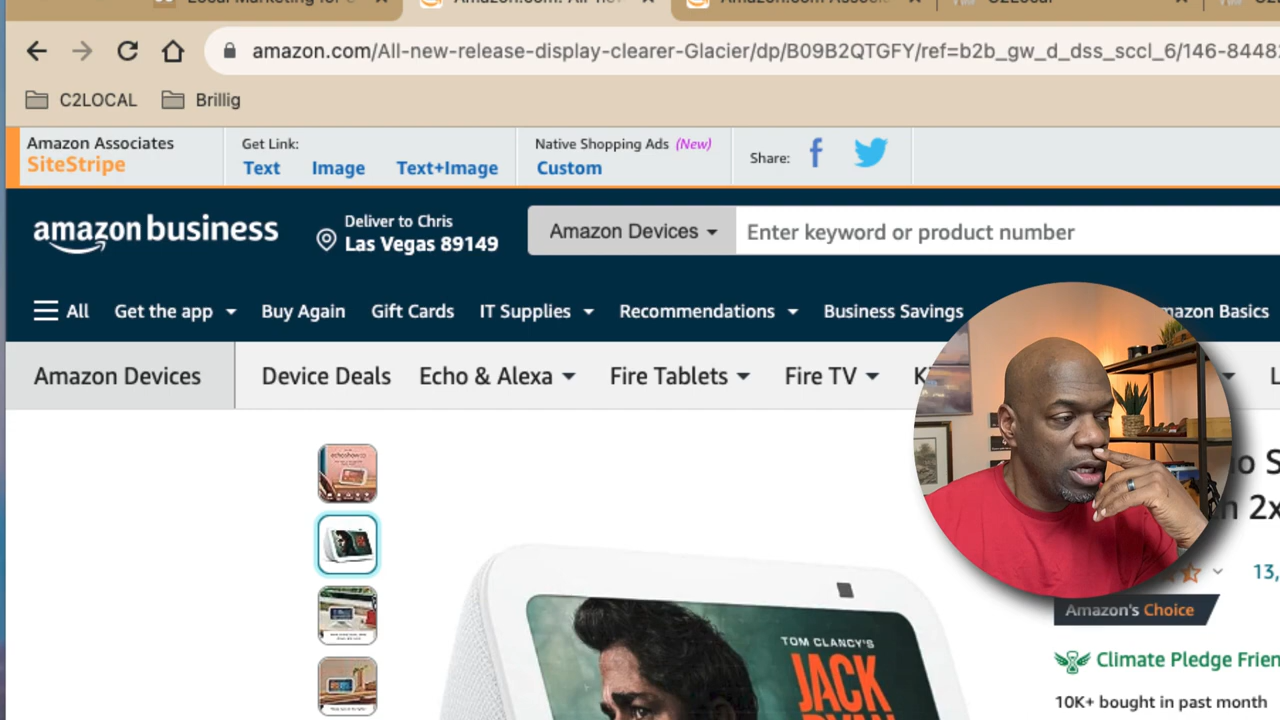 amazon.com/All-new-release-display-clearer-Glacier/dp/B09B2QTGFY/ref=b2b_gw_d_dss_sccl_6/146-8448
C2LOCAL Brillig
Amazon Associates
SiteStripe
Get Link:
Text Image Text+Image
Native Shopping Ads (New)
Custom
Share:
amazon business
Deliver to Chris
Las Vegas 89149
Amazon Devices
Enter keyword or product number
All Get the app Buy Again Gift Cards IT Supplies Recommendations Business Savings Amazon Basics
Amazon Devices Device Deals Echo & Alexa Fire Tablets Fire TV
TOM CLANCY'S
JACK
RYAN
13,
Amazon's Choice
Climate Pledge Frien
10K+ bought in past month